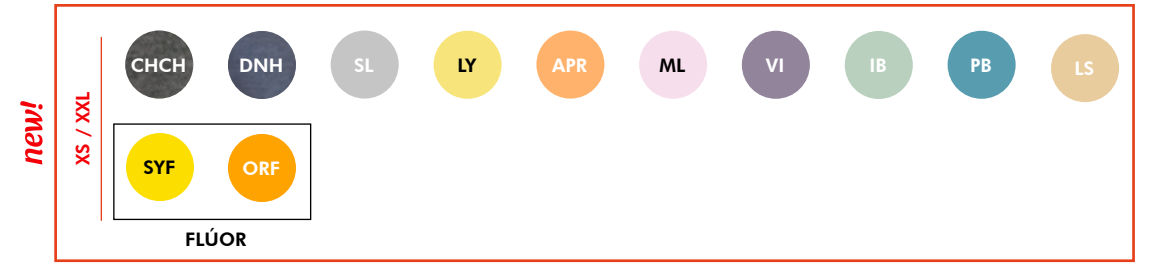 new!
XS / XXL
CHCH DNH SL LY APR ML VI IB PB LS
SYF ORF
FLÚOR